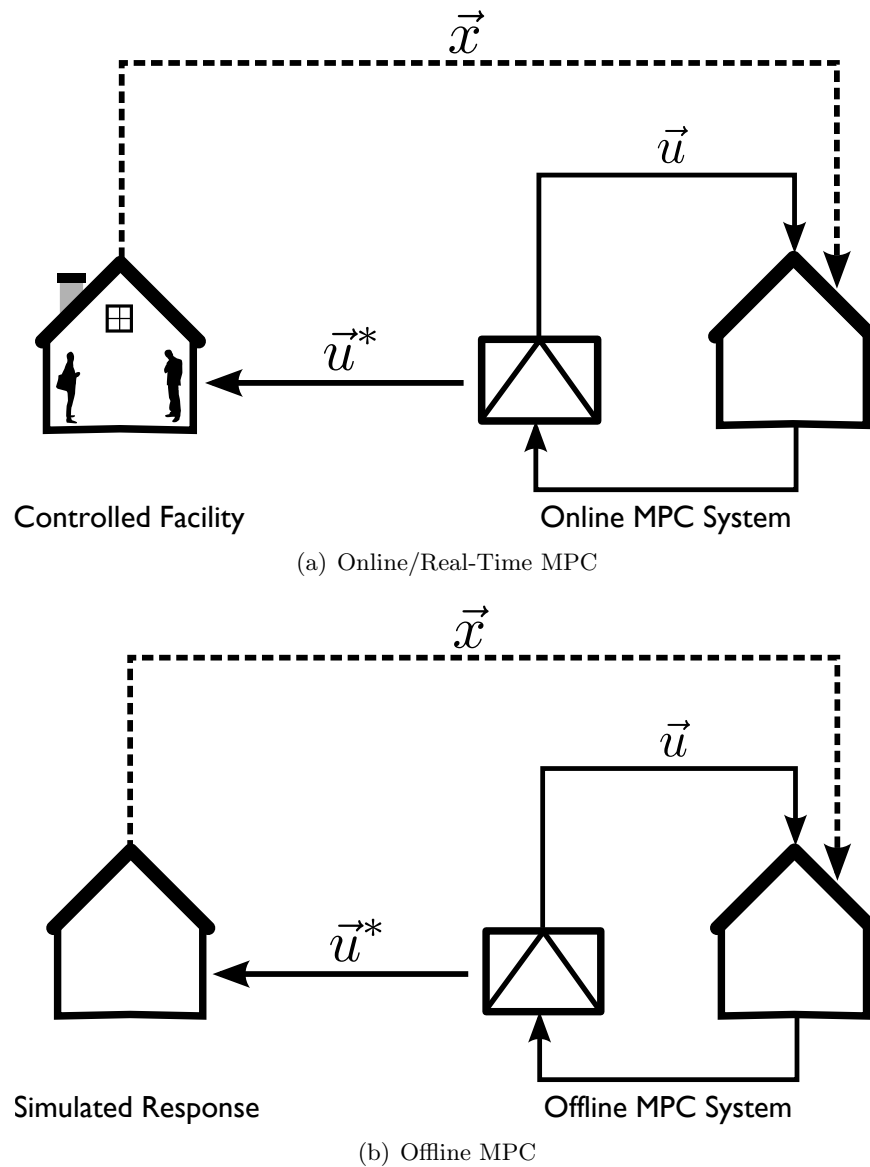 x⃗
u⃗
u⃗*
Controlled Facility Online MPC System
(a) Online/Real-Time MPC
x⃗
u⃗
u⃗*
Simulated Response Offline MPC System
(b) Offline MPC